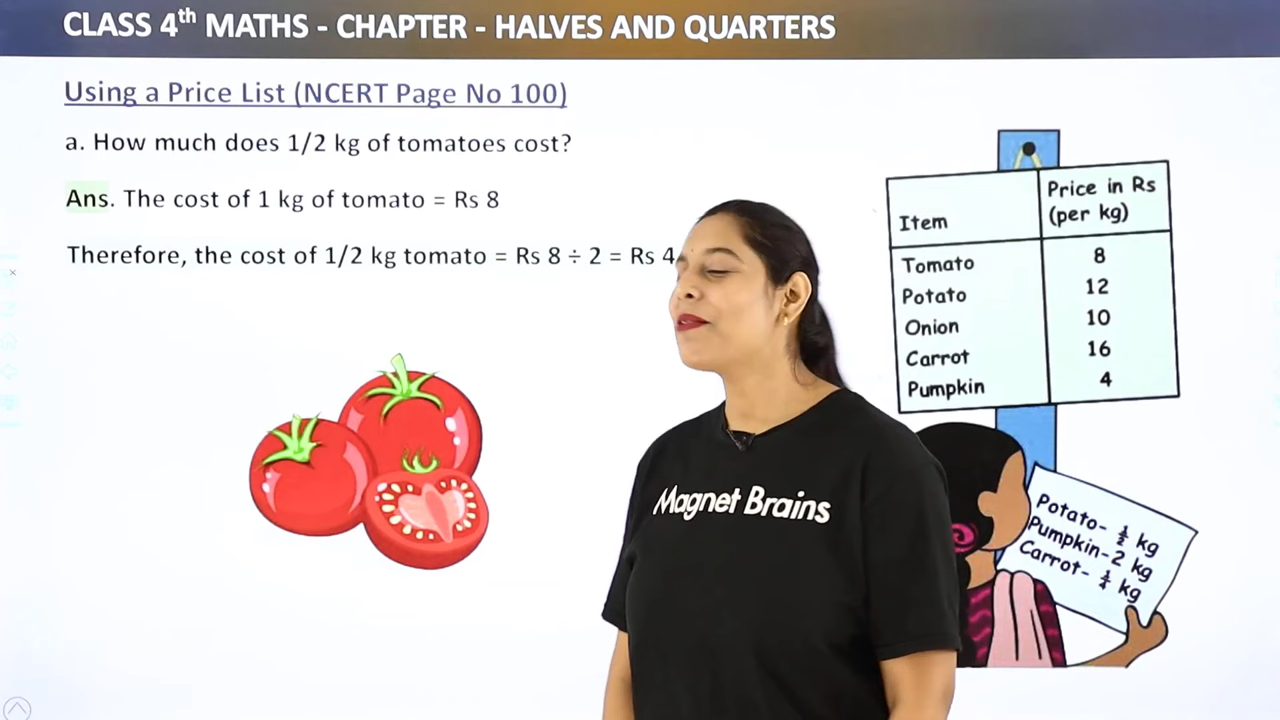 CLASS 4th MATHS - CHAPTER - HALVES AND QUARTERS
Using a Price List (NCERT Page No 100)
a. How much does 1/2 kg of tomatoes cost?
Ans. The cost of 1 kg of tomato = Rs 8
Therefore, the cost of 1/2 kg tomato = Rs 8 ÷ 2 = Rs 4
Item Price in Rs
(per kg)
Tomato 8
Potato 12
Onion 10
Carrot 16
Pumpkin 4
Potato- ½ kg
Pumpkin-2 kg
Carrot- ¼ kg
Magnet Brains